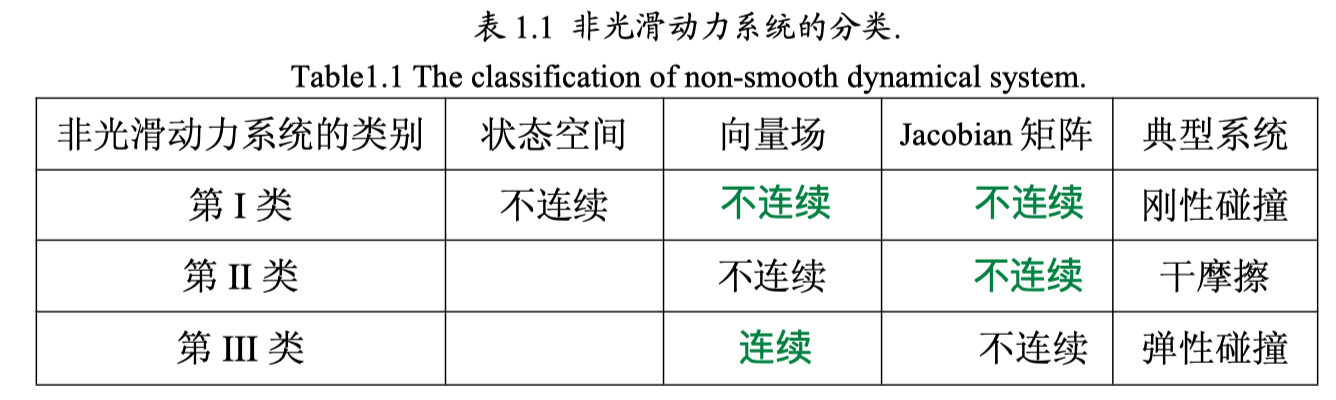 表 1.1 非光滑动力系统的分类.
Table1.1 The classification of non-smooth dynamical system.
非光滑动力系统的类别 状态空间 向量场 Jacobian 矩阵 典型系统
第 I 类 不连续 不连续 不连续 刚性碰撞
第 II 类 不连续 不连续 干摩擦
第 III 类 连续 不连续 弹性碰撞